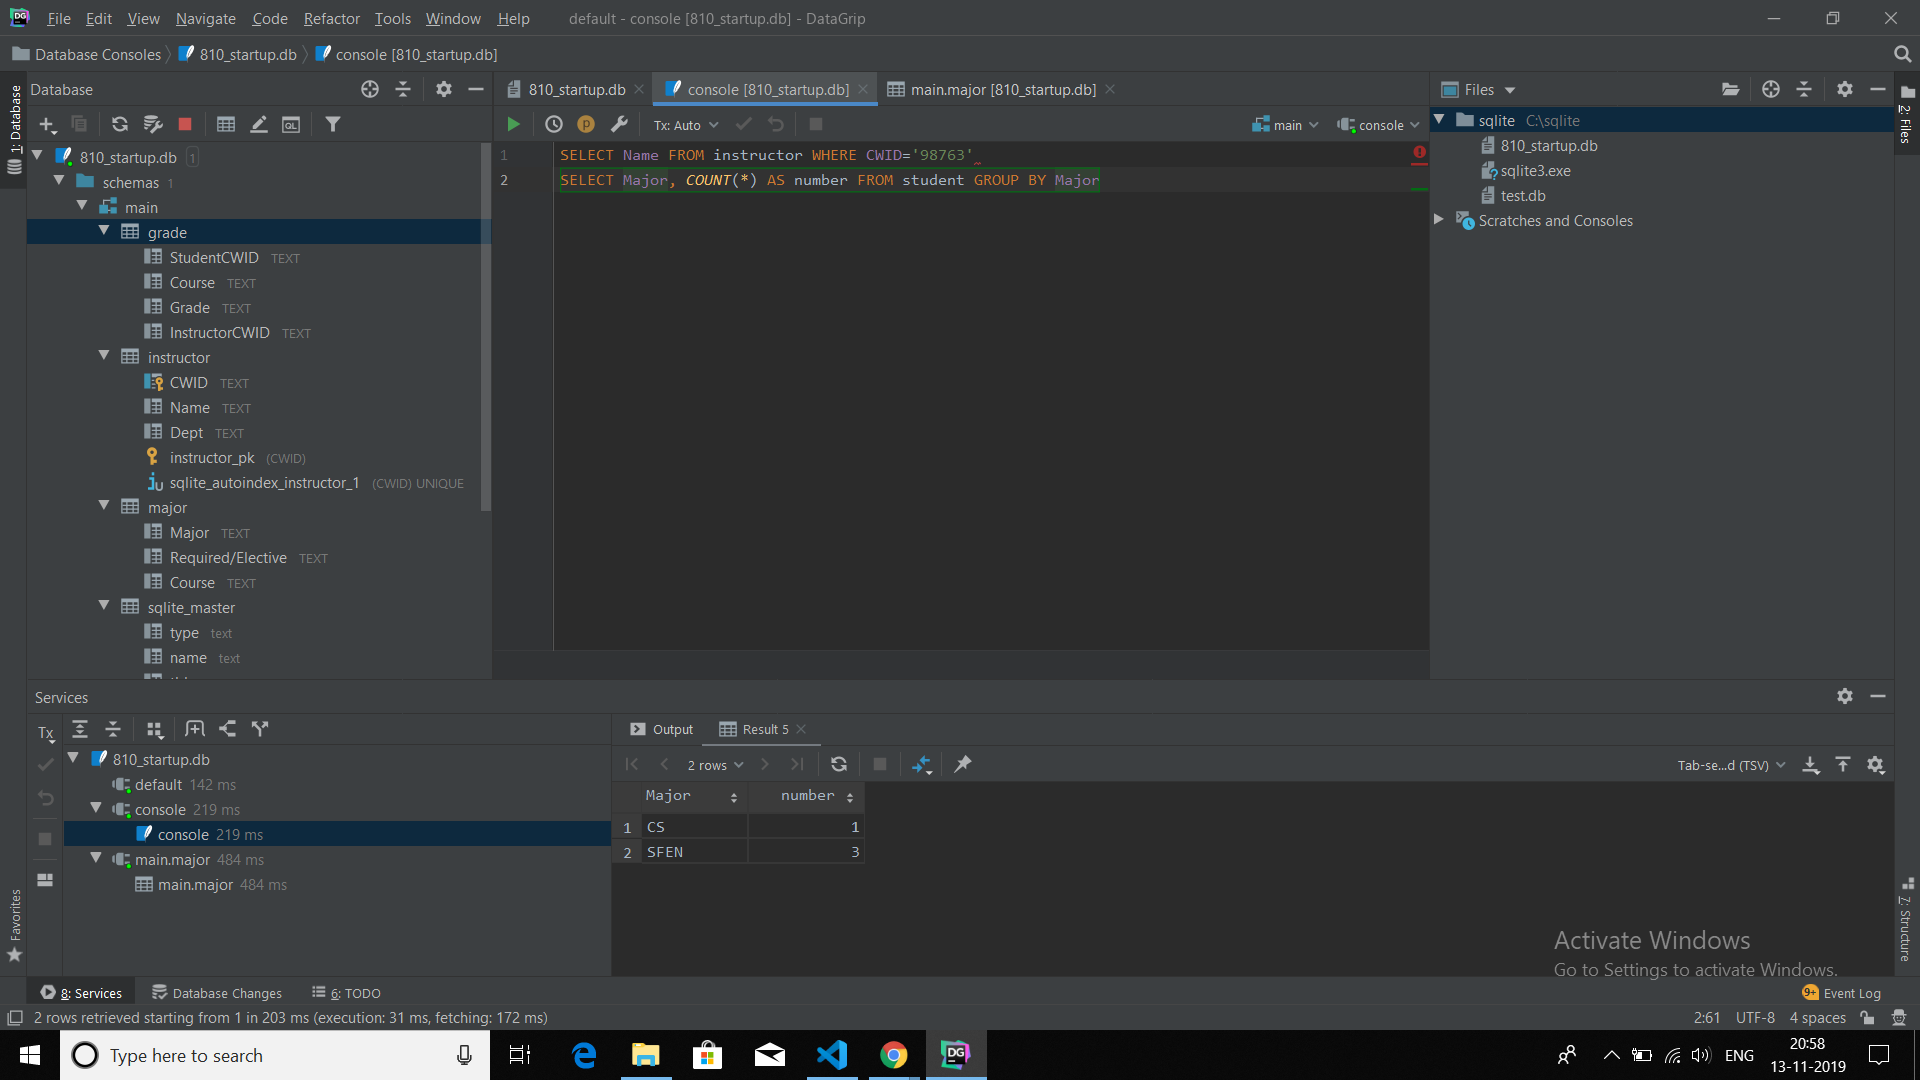 File Edit View Navigate Code Refactor Tools Window Help default - console [810_startup.db] - DataGrip
Database Consoles 810_startup.db console [810_startup.db]
Database
810_startup.db console [810_startup.db] main.major [810_startup.db]
Files
Tx: Auto main console
1: Database
2: Files
810_startup.db 1
schemas 1
main
grade
StudentCWID TEXT
Course TEXT
Grade TEXT
InstructorCWID TEXT
instructor
CWID TEXT
Name TEXT
Dept TEXT
instructor_pk (CWID)
sqlite_autoindex_instructor_1 (CWID) UNIQUE
major
Major TEXT
Required/Elective TEXT
Course TEXT
sqlite_master
type text
name text
1 SELECT Name FROM instructor WHERE CWID='98763'
2 SELECT Major, COUNT(*) AS number FROM student GROUP BY Major
sqlite C:\sqlite
810_startup.db
sqlite3.exe
test.db
Scratches and Consoles
Services
Tx
810_startup.db
default 142 ms
console 219 ms
console 219 ms
main.major 484 ms
main.major 484 ms
Output Result 5
2 rows Tab-se...d (TSV)
Major number
1 CS 1
2 SFEN 3
Favorites
7: Structure
Activate Windows
Go to Settings to activate Windows.
8: Services Database Changes 6: TODO 9+ Event Log
2 rows retrieved starting from 1 in 203 ms (execution: 31 ms, fetching: 172 ms) 2:61 UTF-8 4 spaces
Type here to search
DG
ENG
20:58
13-11-2019